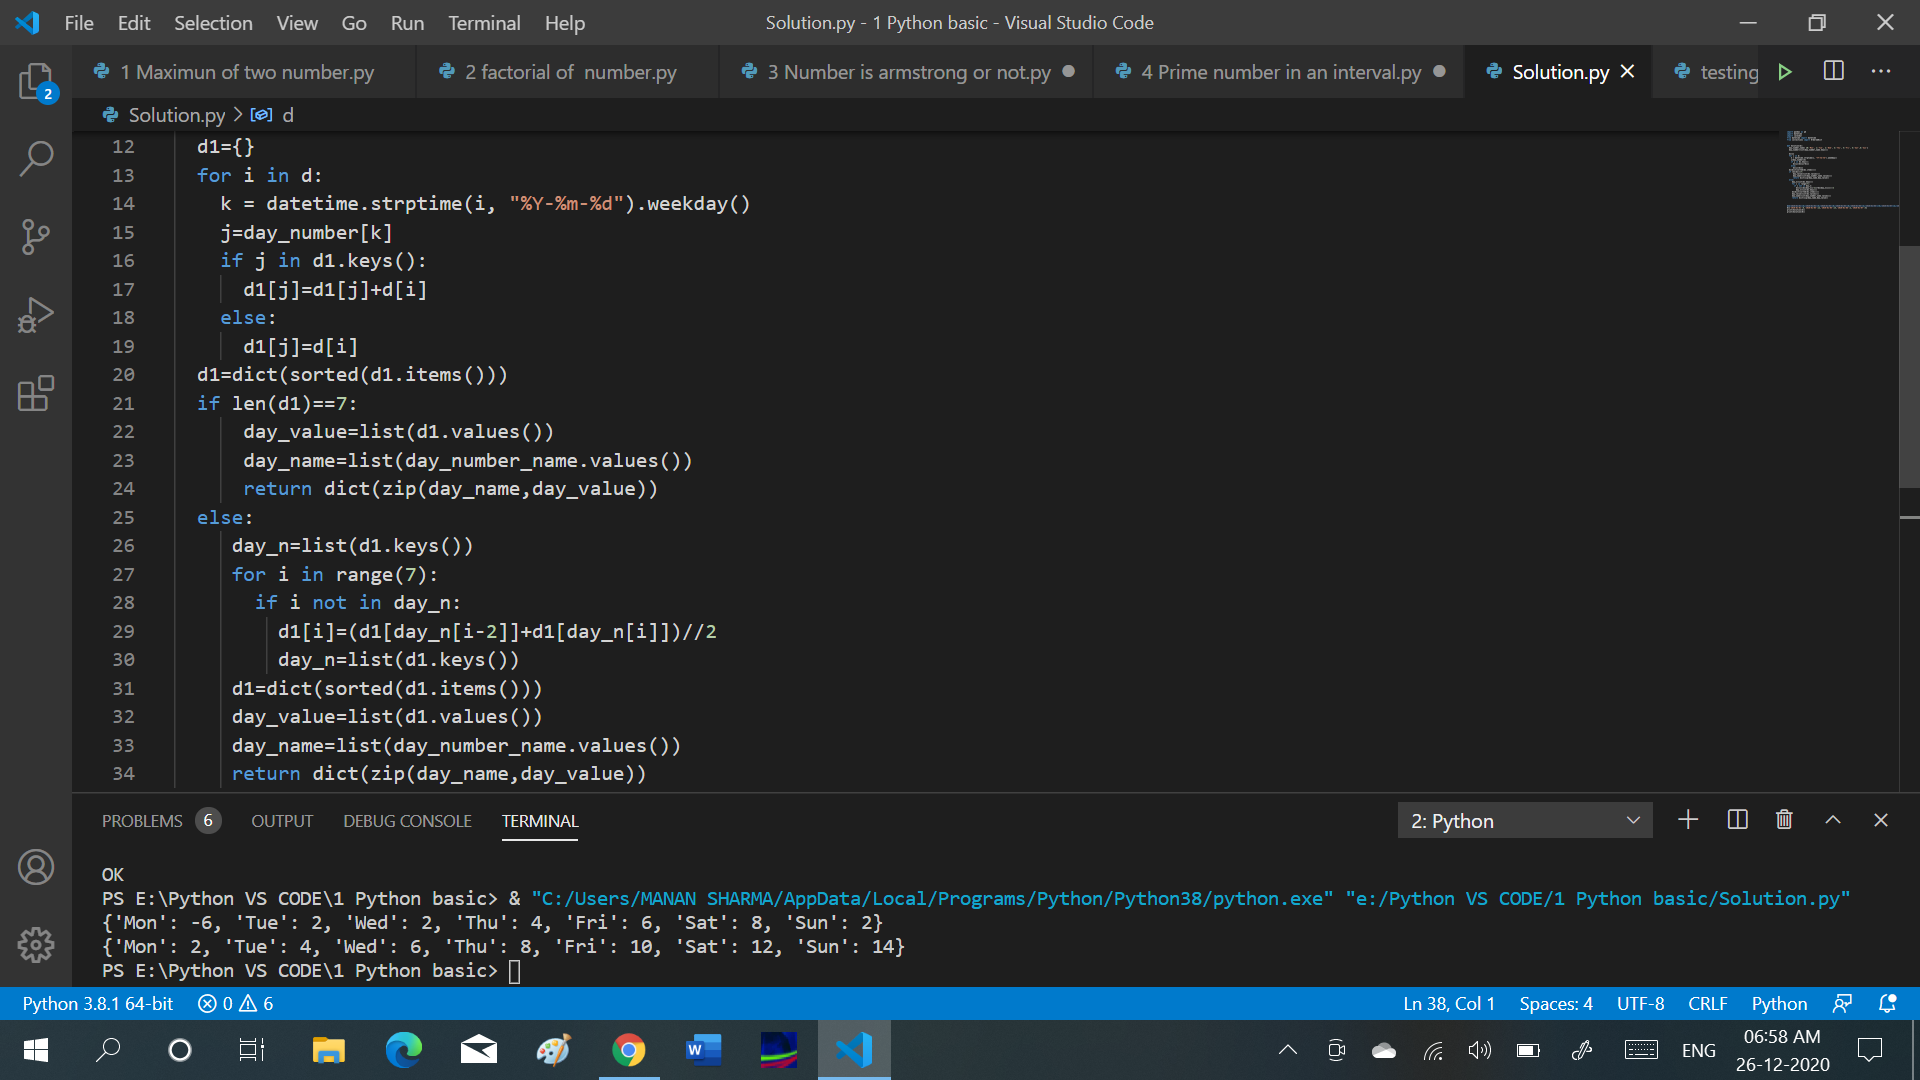 File Edit Selection View Go Run Terminal Help Solution.py - 1 Python basic - Visual Studio Code
1 Maximun of two number.py 2 factorial of number.py 3 Number is armstrong or not.py 4 Prime number in an interval.py Solution.py testing
2
Solution.py > d
12 d1={}
13 for i in d:
14 k = datetime.strptime(i, "%Y-%m-%d").weekday()
15 j=day_number[k]
16 if j in d1.keys():
17 d1[j]=d1[j]+d[i]
18 else:
19 d1[j]=d[i]
20 d1=dict(sorted(d1.items()))
21 if len(d1)==7:
22 day_value=list(d1.values())
23 day_name=list(day_number_name.values())
24 return dict(zip(day_name,day_value))
25 else:
26 day_n=list(d1.keys())
27 for i in range(7):
28 if i not in day_n:
29 d1[i]=(d1[day_n[i-2]]+d1[day_n[i]])//2
30 day_n=list(d1.keys())
31 d1=dict(sorted(d1.items()))
32 day_value=list(d1.values())
33 day_name=list(day_number_name.values())
34 return dict(zip(day_name,day_value))
PROBLEMS 6 OUTPUT DEBUG CONSOLE TERMINAL 2: Python
OK
PS E:\Python VS CODE\1 Python basic> & "C:/Users/MANAN SHARMA/AppData/Local/Programs/Python/Python38/python.exe" "e:/Python VS CODE/1 Python basic/Solution.py"
{'Mon': -6, 'Tue': 2, 'Wed': 2, 'Thu': 4, 'Fri': 6, 'Sat': 8, 'Sun': 2}
{'Mon': 2, 'Tue': 4, 'Wed': 6, 'Thu': 8, 'Fri': 10, 'Sat': 12, 'Sun': 14}
PS E:\Python VS CODE\1 Python basic>
Python 3.8.1 64-bit 0 6 Ln 38, Col 1 Spaces: 4 UTF-8 CRLF Python
W ENG 06:58 AM
26-12-2020